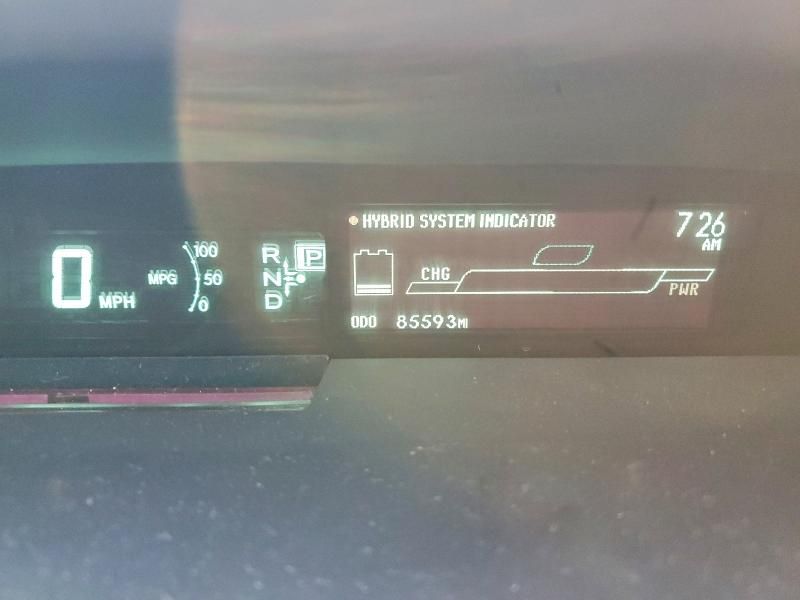 0 MPH
MPG 100
50
0
R P
N
D
HYBRID SYSTEM INDICATOR
7 26
AM
CHG
PWR
ODO 85593MI